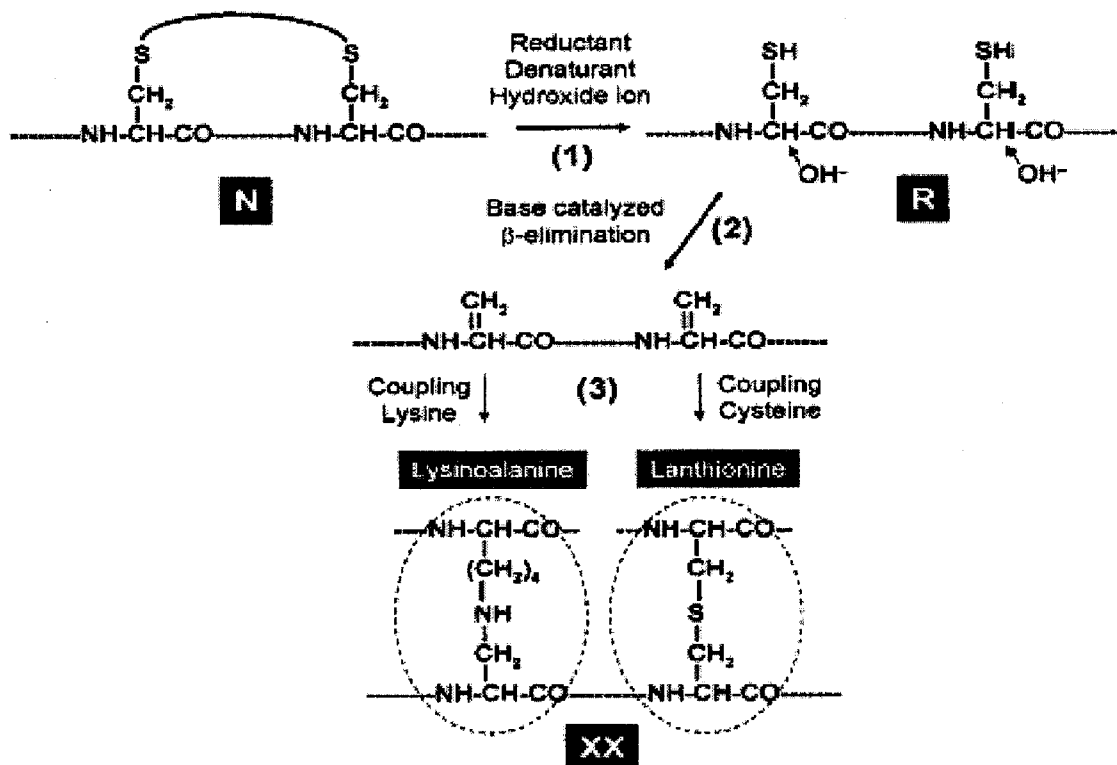 S S
CH₂ CH₂
NH-CH-CO NH-CH-CO
N
Reductant
Denaturant
Hydroxide ion
(1)
SH SH
CH₂ CH₂
NH-CH-CO NH-CH-CO
OH⁻ OH⁻
R
Base catalyzed
β-elimination
(2)
CH₂ CH₂
NH-CH-CO NH-CH-CO
Coupling
Lysine
(3)
Coupling
Cysteine
Lysinoalanine Lanthionine
NH-CH-CO NH-CH-CO
(CH₂)₄ CH₂
NH S
CH₂ CH₂
NH-CH-CO NH-CH-CO
XX